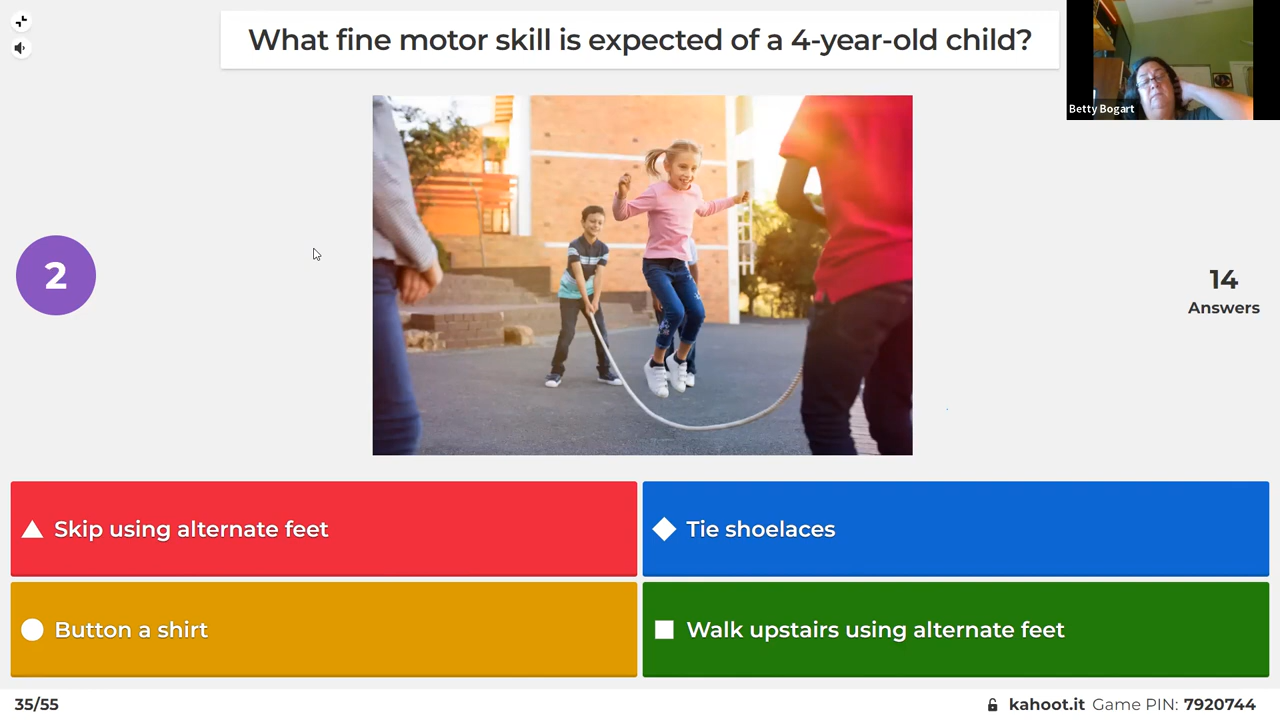 What fine motor skill is expected of a 4-year-old child?
Betty Bogart
2
14
Answers
Skip using alternate feet
Tie shoelaces
Button a shirt
Walk upstairs using alternate feet
35/55
kahoot.it Game PIN: 7920744